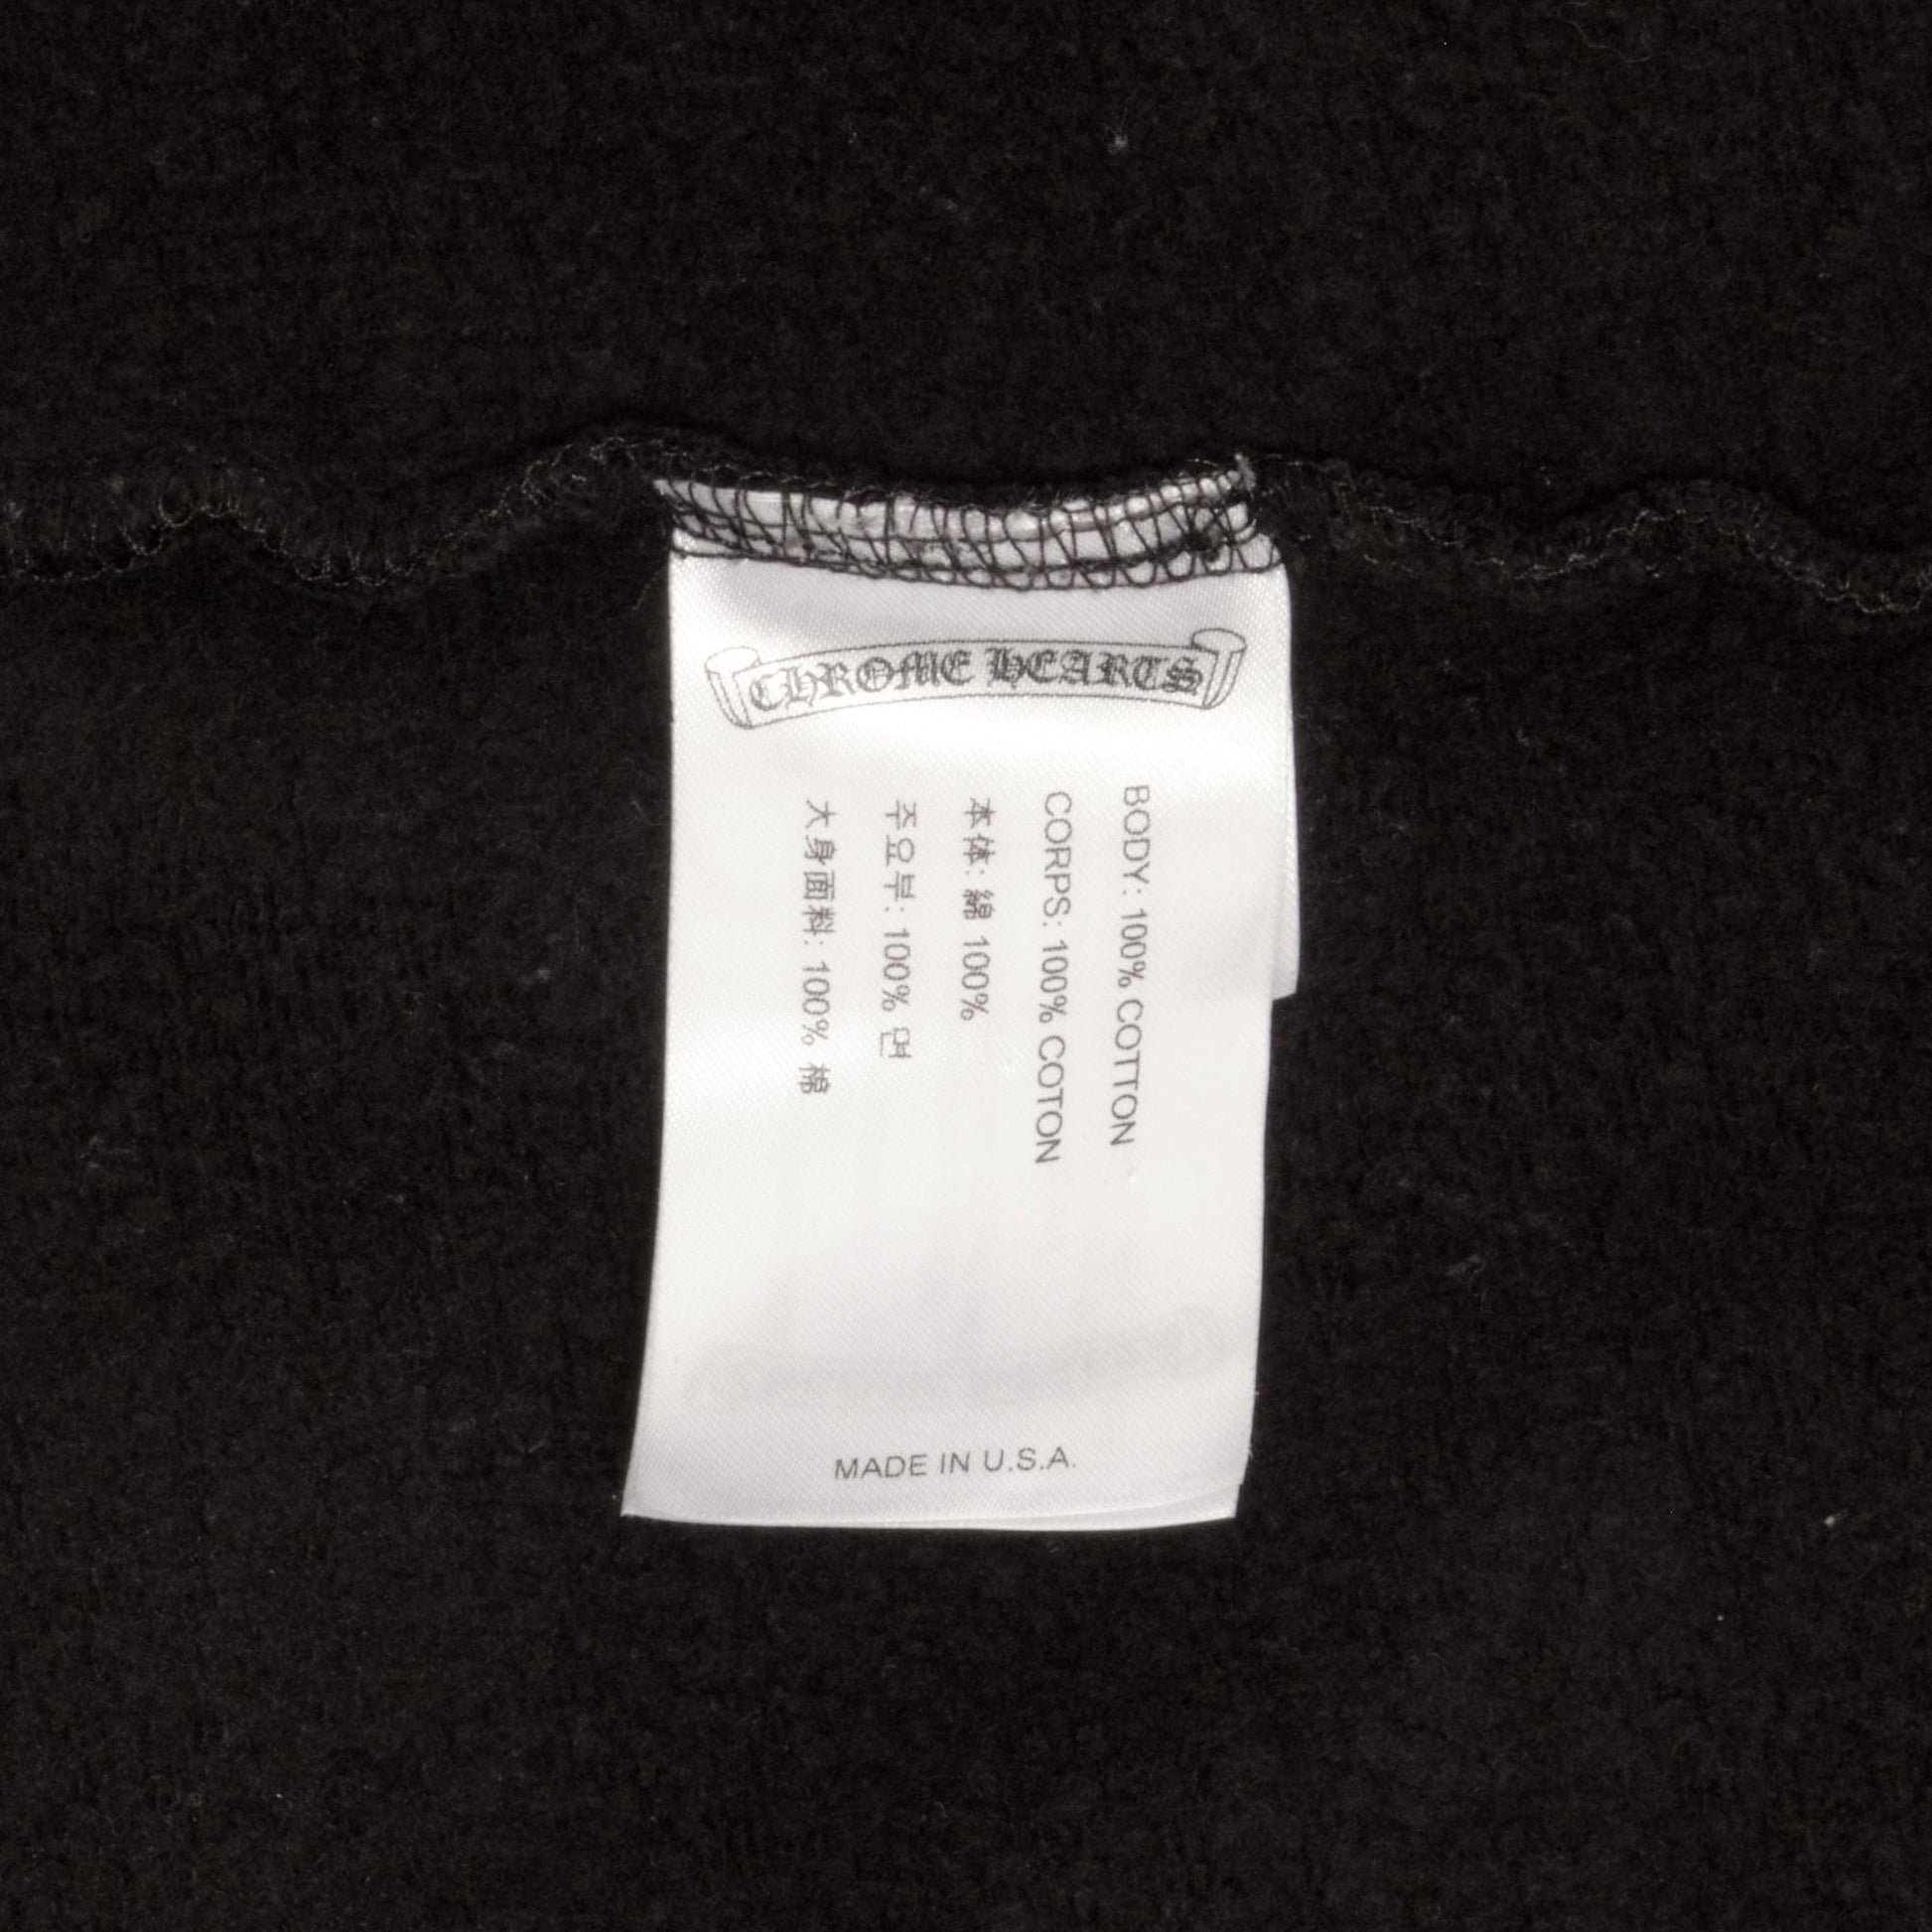 CHROME HEARTS
BODY: 100% COTTON
CORPS: 100% COTON
本体: 綿 100%
주요부: 100% 면
大身面料: 100% 棉
MADE IN U.S.A.